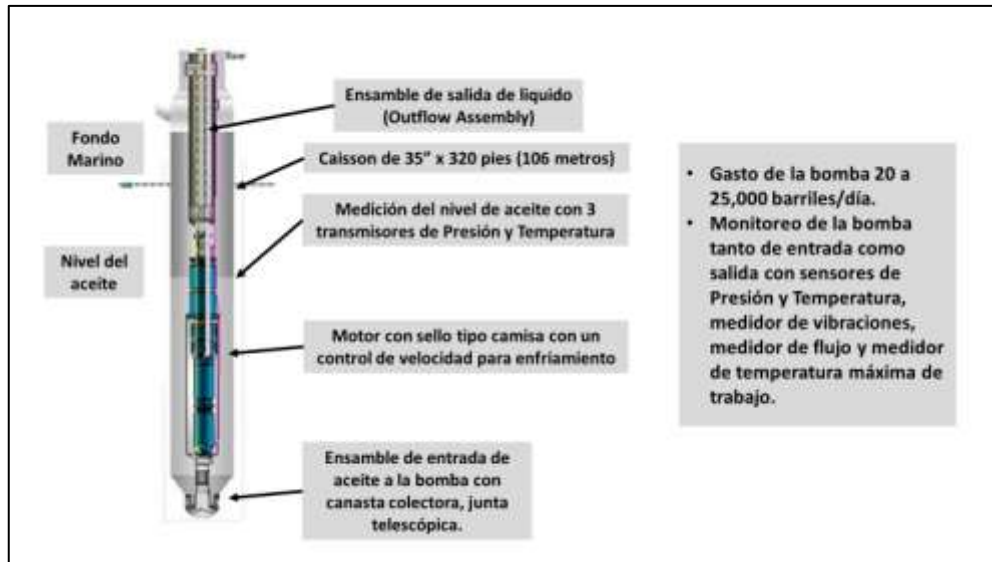 Ensamble de salida de liquido
(Outflow Assembly)
Fondo
Marino
Caisson de 35" x 320 pies (106 metros)
Medición del nivel de aceite con 3
transmisores de Presión y Temperatura
Nivel del
aceite
Motor con sello tipo camisa con un
control de velocidad para enfriamiento
Ensamble de entrada de
aceite a la bomba con
canasta colectora, junta
telescópica.
• Gasto de la bomba 20 a
25,000 barriles/día.
• Monitoreo de la bomba
tanto de entrada como
salida con sensores de
Presión y Temperatura,
medidor de vibraciones,
medidor de flujo y medidor
de temperatura máxima de
trabajo.